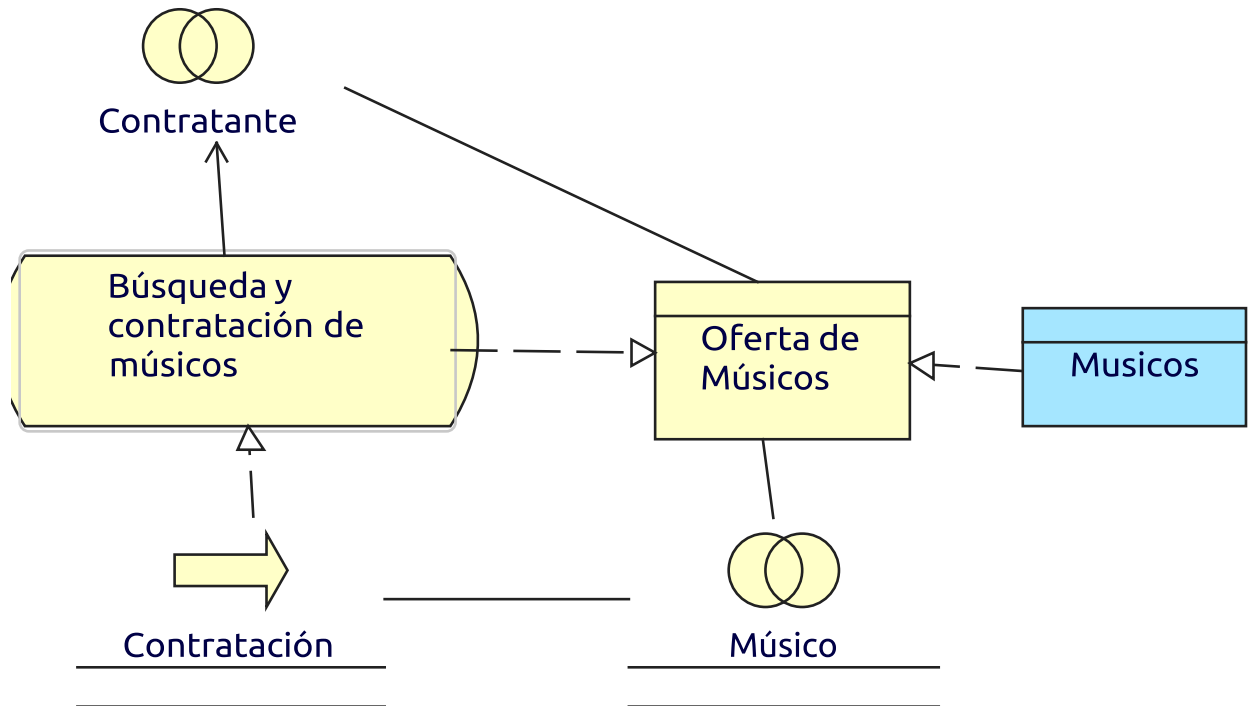 Contratante
Búsqueda y
contratación de
músicos
Oferta de
Músicos
Musicos
Contratación
Músico